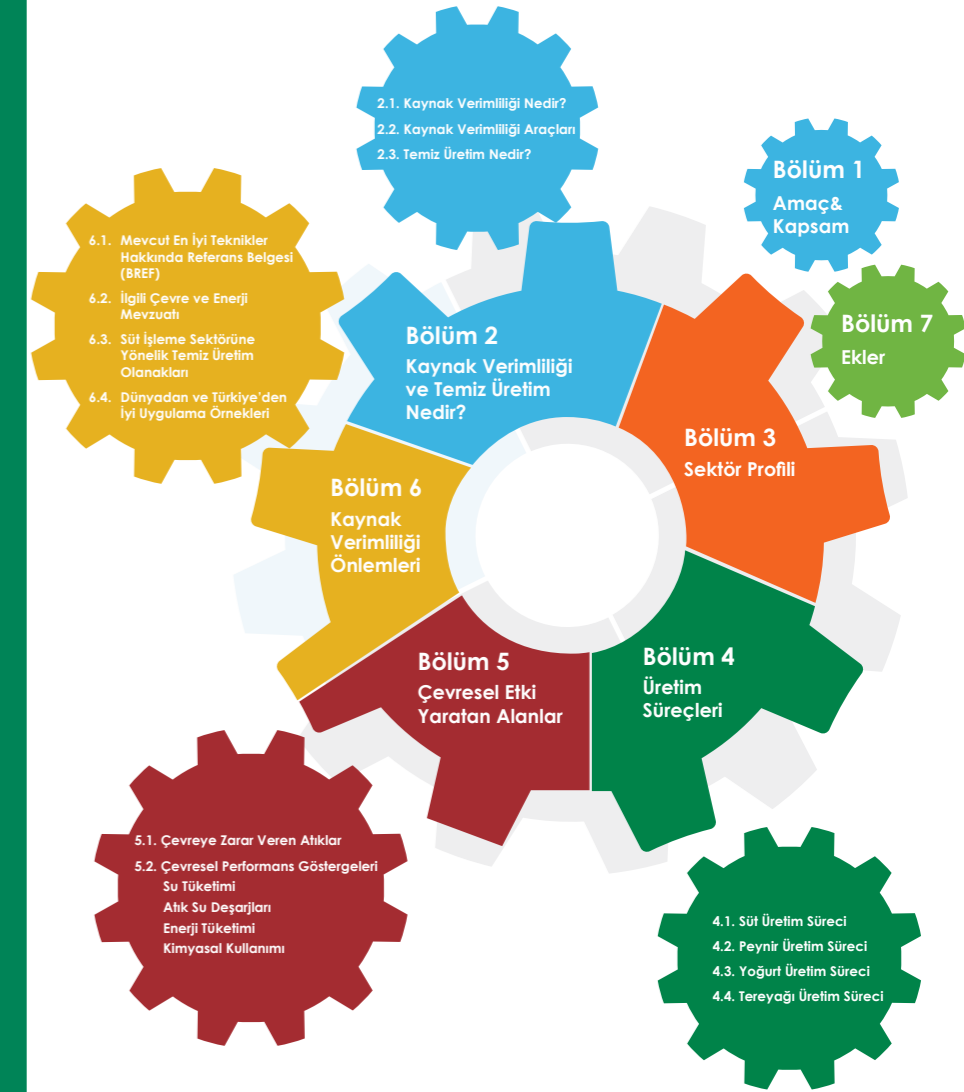 2.1. Kaynak Verimliliği Nedir?
2.2. Kaynak Verimliliği Araçları
2.3. Temiz Üretim Nedir?
Bölüm 1
Amaç&
Kapsam
6.1. Mevcut En İyi Teknikler
Hakkında Referans Belgesi
(BREF)
6.2. İlgili Çevre ve Enerji
Mevzuatı
6.3. Süt İşleme Sektörüne
Yönelik Temiz Üretim
Olanakları
6.4. Dünyadan ve Türkiye'den
İyi Uygulama Örnekleri
Bölüm 7
Ekler
Bölüm 2
Kaynak Verimliliği
ve Temiz Üretim
Nedir?
Bölüm 3
Sektör Profili
Bölüm 6
Kaynak
Verimliliği
Önlemleri
Bölüm 5
Çevresel Etki
Yaratan Alanlar
Bölüm 4
Üretim
Süreçleri
5.1. Çevreye Zarar Veren Atıklar
5.2. Çevresel Performans Göstergeleri
Su Tüketimi
Atık Su Deşarjları
Enerji Tüketimi
Kimyasal Kullanımı
4.1. Süt Üretim Süreci
4.2. Peynir Üretim Süreci
4.3. Yoğurt Üretim Süreci
4.4. Tereyağı Üretim Süreci